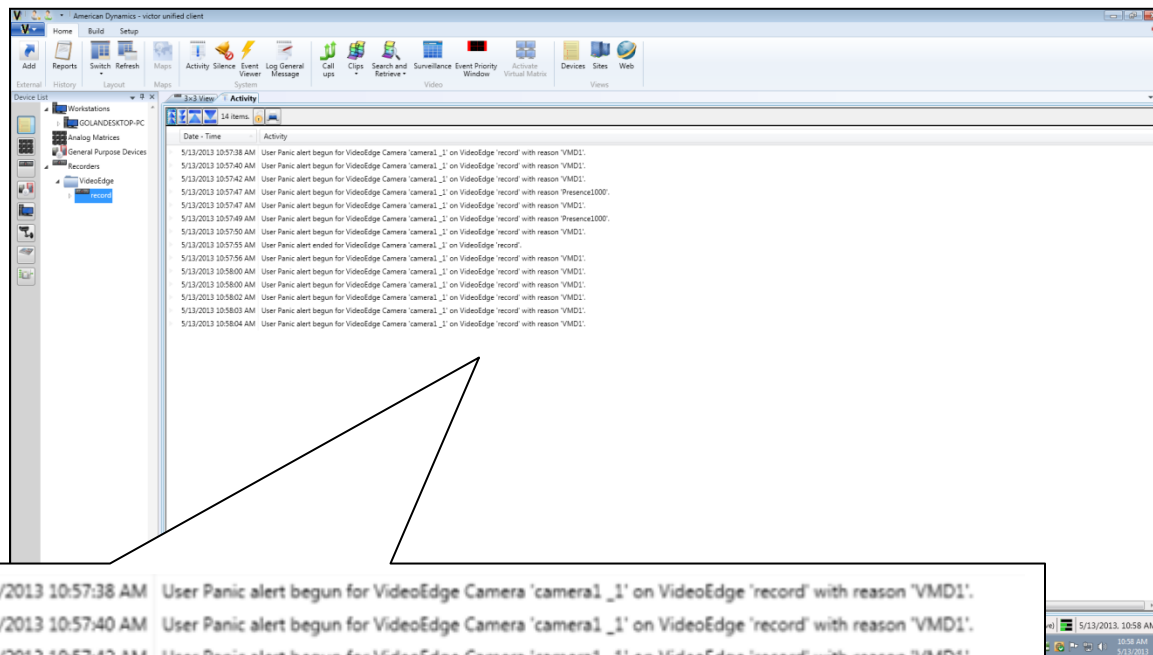 American Dynamics - victor unified client
Home Build Setup
Add Reports Switch Refresh Maps Activity Silence Event Viewer Log General Message Call ups Clips Search and Retrieve Surveillance Event Priority Window Activate Virtual Matrix Devices Sites Web
External History Layout Maps System Video Views
Device List
3×3 View Activity
Workstations
GOLANDESKTOP-PC
Analog Matrices
General Purpose Devices
Recorders
VideoEdge
record
14 items.
Date - Time Activity
5/13/2013 10:57:38 AM User Panic alert begun for VideoEdge Camera 'camera1 _1' on VideoEdge 'record' with reason 'VMD1'.
5/13/2013 10:57:40 AM User Panic alert begun for VideoEdge Camera 'camera1 _1' on VideoEdge 'record' with reason 'VMD1'.
5/13/2013 10:57:42 AM User Panic alert begun for VideoEdge Camera 'camera1 _1' on VideoEdge 'record' with reason 'VMD1'.
5/13/2013 10:57:47 AM User Panic alert begun for VideoEdge Camera 'camera1 _1' on VideoEdge 'record' with reason 'Presence1000'.
5/13/2013 10:57:47 AM User Panic alert begun for VideoEdge Camera 'camera1 _1' on VideoEdge 'record' with reason 'VMD1'.
5/13/2013 10:57:49 AM User Panic alert begun for VideoEdge Camera 'camera1 _1' on VideoEdge 'record' with reason 'Presence1000'.
5/13/2013 10:57:50 AM User Panic alert begun for VideoEdge Camera 'camera1 _1' on VideoEdge 'record' with reason 'VMD1'.
5/13/2013 10:57:55 AM User Panic alert ended for VideoEdge Camera 'camera1 _1' on VideoEdge 'record'.
5/13/2013 10:57:56 AM User Panic alert begun for VideoEdge Camera 'camera1 _1' on VideoEdge 'record' with reason 'VMD1'.
5/13/2013 10:58:00 AM User Panic alert begun for VideoEdge Camera 'camera1 _1' on VideoEdge 'record' with reason 'VMD1'.
5/13/2013 10:58:00 AM User Panic alert begun for VideoEdge Camera 'camera1 _1' on VideoEdge 'record' with reason 'VMD1'.
5/13/2013 10:58:02 AM User Panic alert begun for VideoEdge Camera 'camera1 _1' on VideoEdge 'record' with reason 'VMD1'.
5/13/2013 10:58:03 AM User Panic alert begun for VideoEdge Camera 'camera1 _1' on VideoEdge 'record' with reason 'VMD1'.
5/13/2013 10:58:04 AM User Panic alert begun for VideoEdge Camera 'camera1 _1' on VideoEdge 'record' with reason 'VMD1'.
/2013 10:57:38 AM User Panic alert begun for VideoEdge Camera 'camera1 _1' on VideoEdge 'record' with reason 'VMD1'.
/2013 10:57:40 AM User Panic alert begun for VideoEdge Camera 'camera1 _1' on VideoEdge 'record' with reason 'VMD1'.
/2013 10:57:42 AM User Panic alert begun for VideoEdge Camera 'camera1 _1' on VideoEdge 'record' with reason 'VMD1'.
5/13/2013. 10:58 AM
10:58 AM
5/13/2013